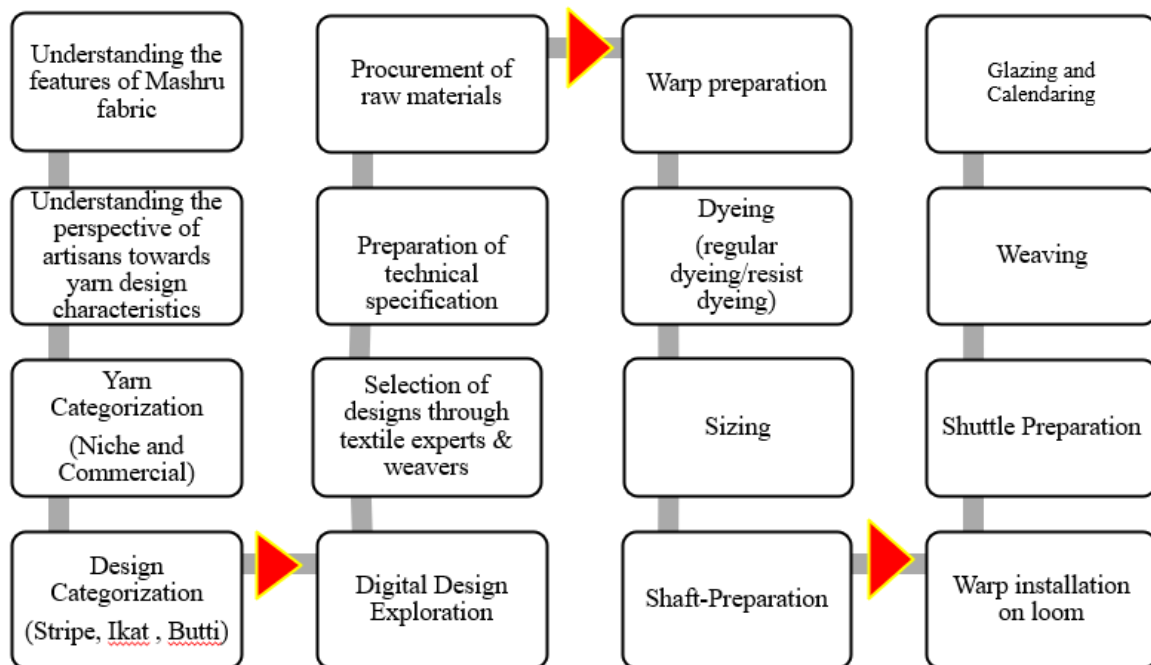 Understanding the
features of Mashru
fabric
Understanding the
perspective of
artisans towards
yarn design
characteristics
Yarn
Categorization
(Niche and
Commercial)
Design
Categorization
(Stripe, Ikat , Butti)
Digital Design
Exploration
Selection of
designs through
textile experts &
weavers
Preparation of
technical
specification
Procurement of
raw materials
Warp preparation
Dyeing
(regular
dyeing/resist
dyeing)
Sizing
Shaft-Preparation
Warp installation
on loom
Shuttle Preparation
Weaving
Glazing and
Calendaring